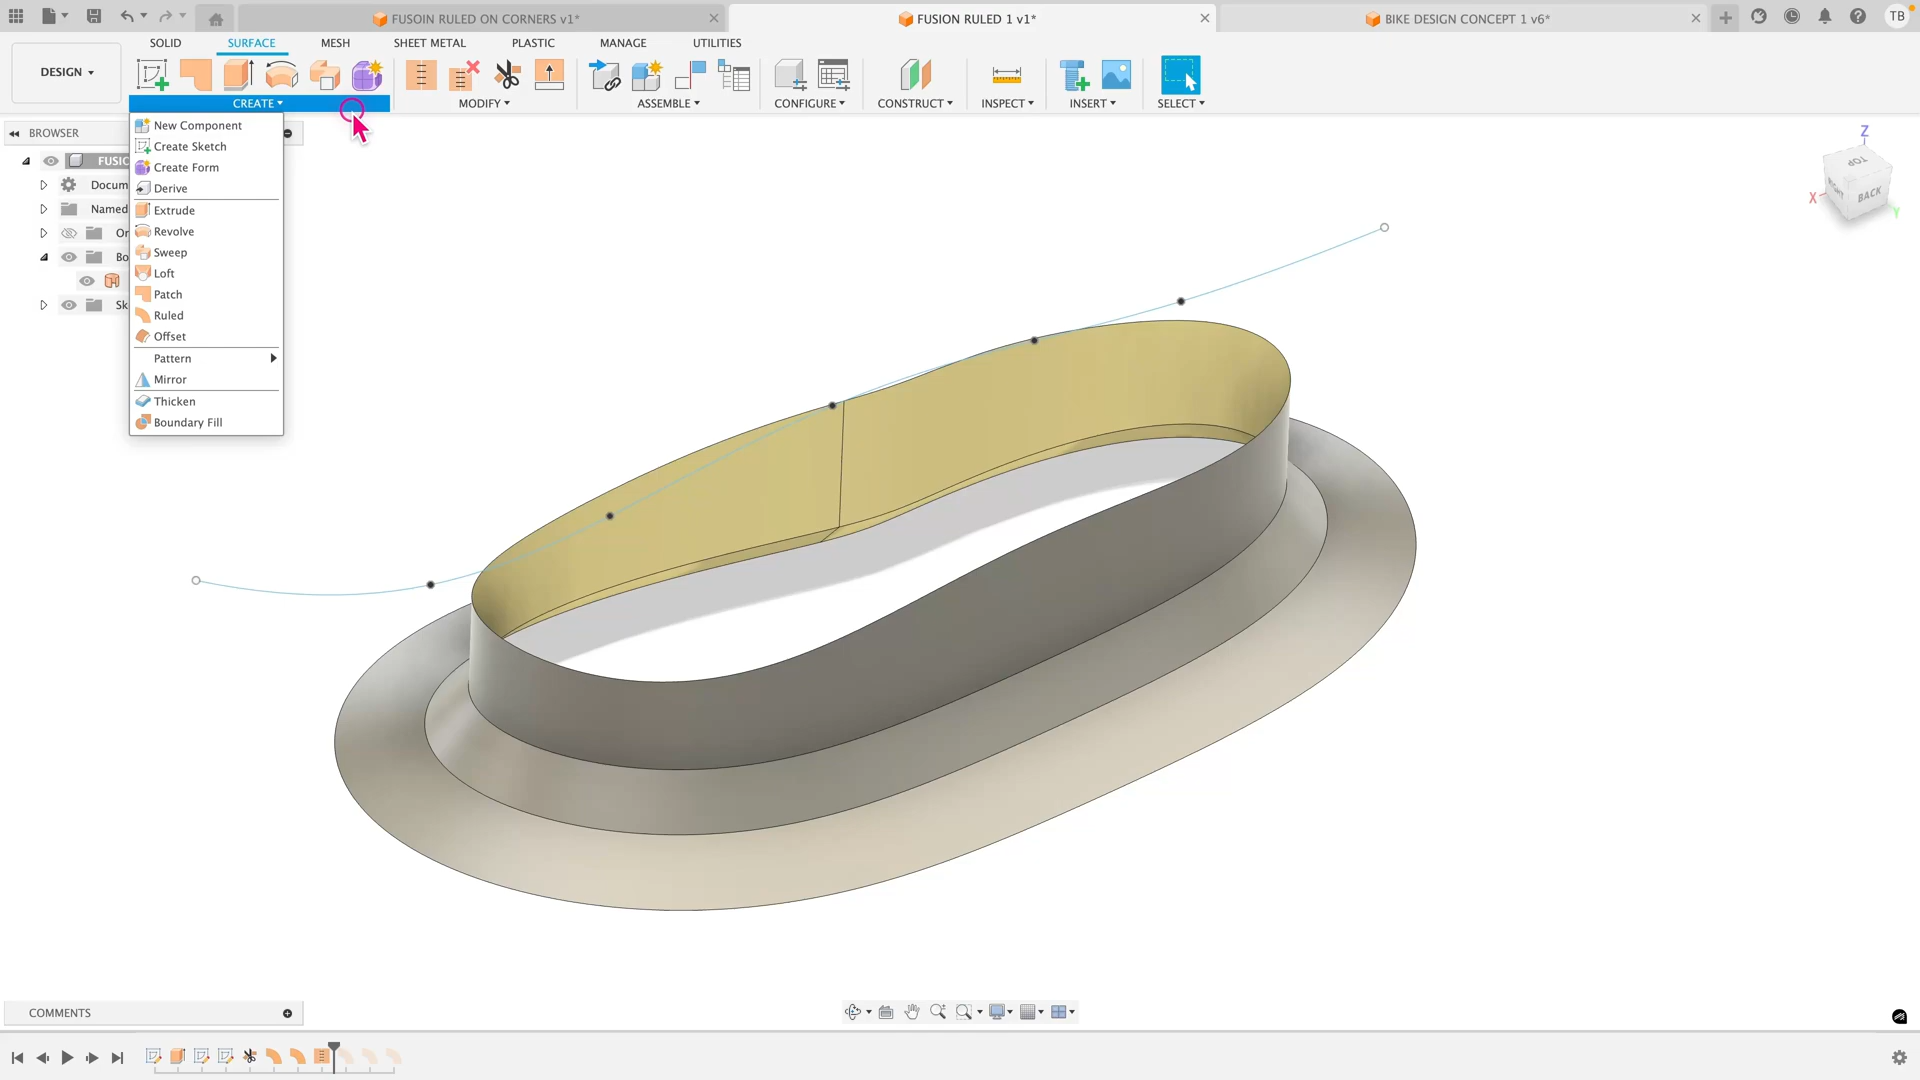 FUSOIN RULED ON CORNERS v1*
FUSION RULED 1 v1*
BIKE DESIGN CONCEPT 1 v6*
TB
SOLID
SURFACE
MESH
SHEET METAL
PLASTIC
MANAGE
UTILITIES
DESIGN
CREATE
MODIFY
ASSEMBLE
CONFIGURE
CONSTRUCT
INSPECT
INSERT
SELECT
BROWSER
FUSIO
Docum
Named
Or
Bo
Sk
New Component
Create Sketch
Create Form
Derive
Extrude
Revolve
Sweep
Loft
Patch
Ruled
Offset
Pattern
Mirror
Thicken
Boundary Fill
Z
TOP
RIGHT
BACK
X
Y
COMMENTS